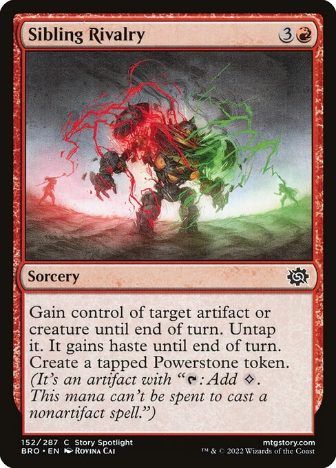 Sibling Rivalry 3
Sorcery
Gain control of target artifact or
creature until end of turn. Untap
it. It gains haste until end of turn.
Create a tapped Powerstone token.
(It's an artifact with “: Add .
This mana can't be spent to cast a
nonartifact spell.”)
152/287 C Story Spotlight mtgstory.com
BRO • EN Rovina Cai ™ & © 2022 Wizards of the Coast